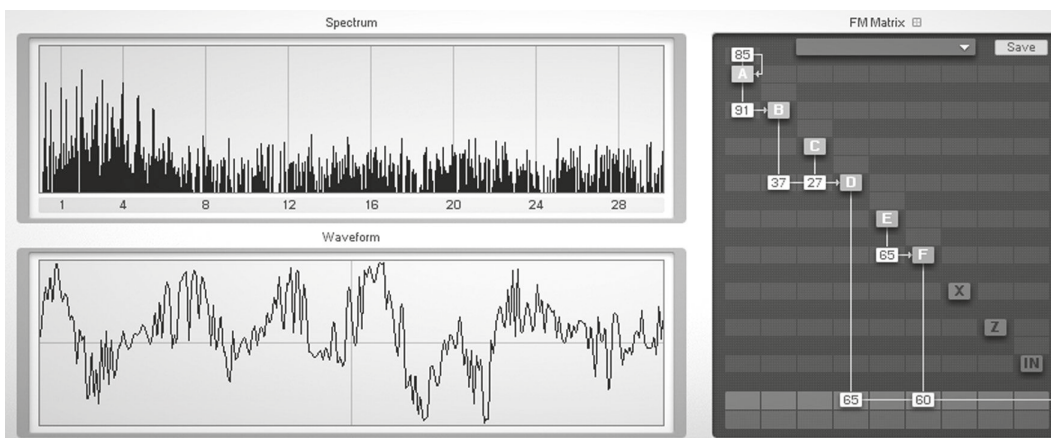 Spectrum
1 4 8 12 16 20 24 28
Waveform
FM Matrix
Save
85
A
91 B
C
37 27 D
E
65 F
X
Z
IN
65 60